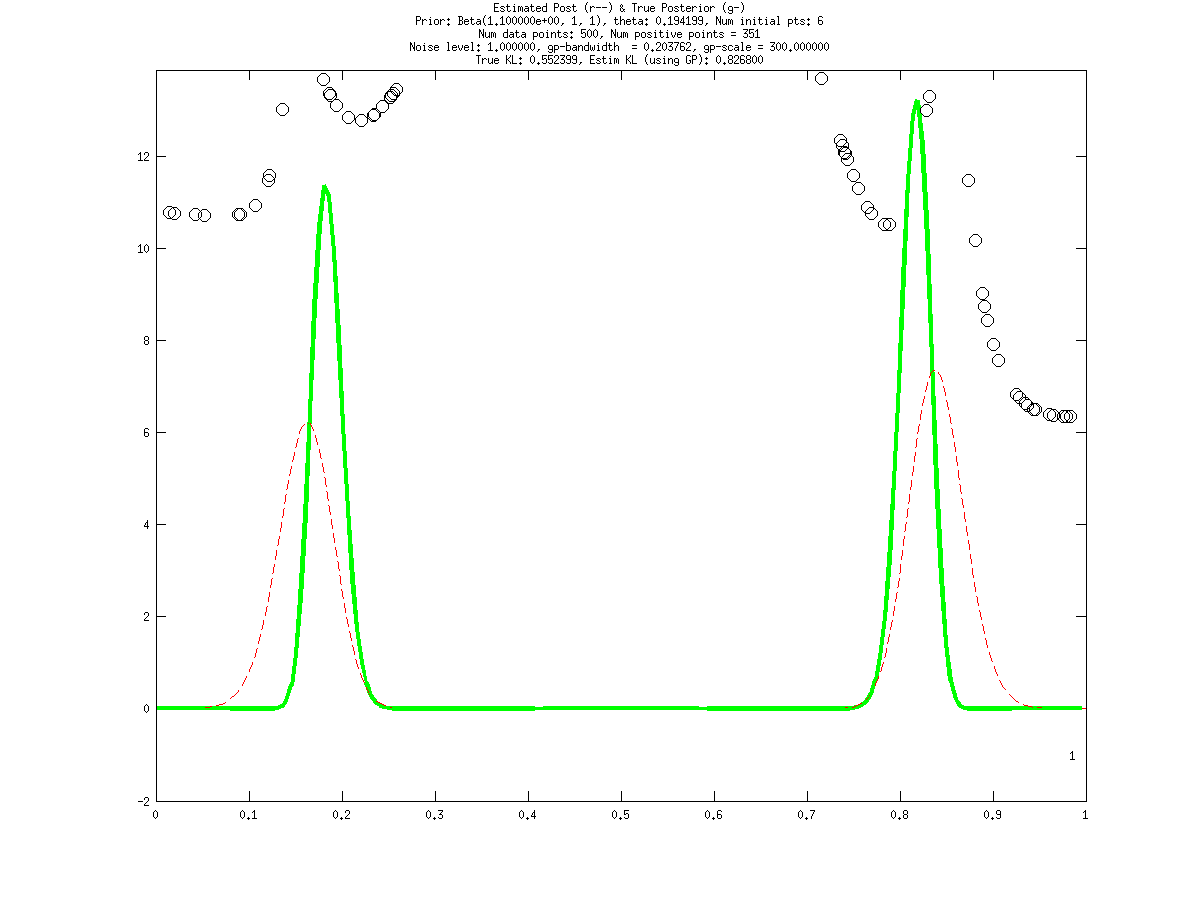 Estimated Post (r--) & True Posterior (g-)
Prior: Beta(1.100000e+00, 1, 1), theta: 0.194199, Num initial pts: 6
Num data points: 500, Num positive points = 351
Noise level: 1.000000, gp-bandwidth  = 0.203762, gp-scale = 300.000000
True KL: 0.552399, Estim KL (using GP): 0.826800
12
10
8
6
4
2
0
1
-2
0 0.1 0.2 0.3 0.4 0.5 0.6 0.7 0.8 0.9 1